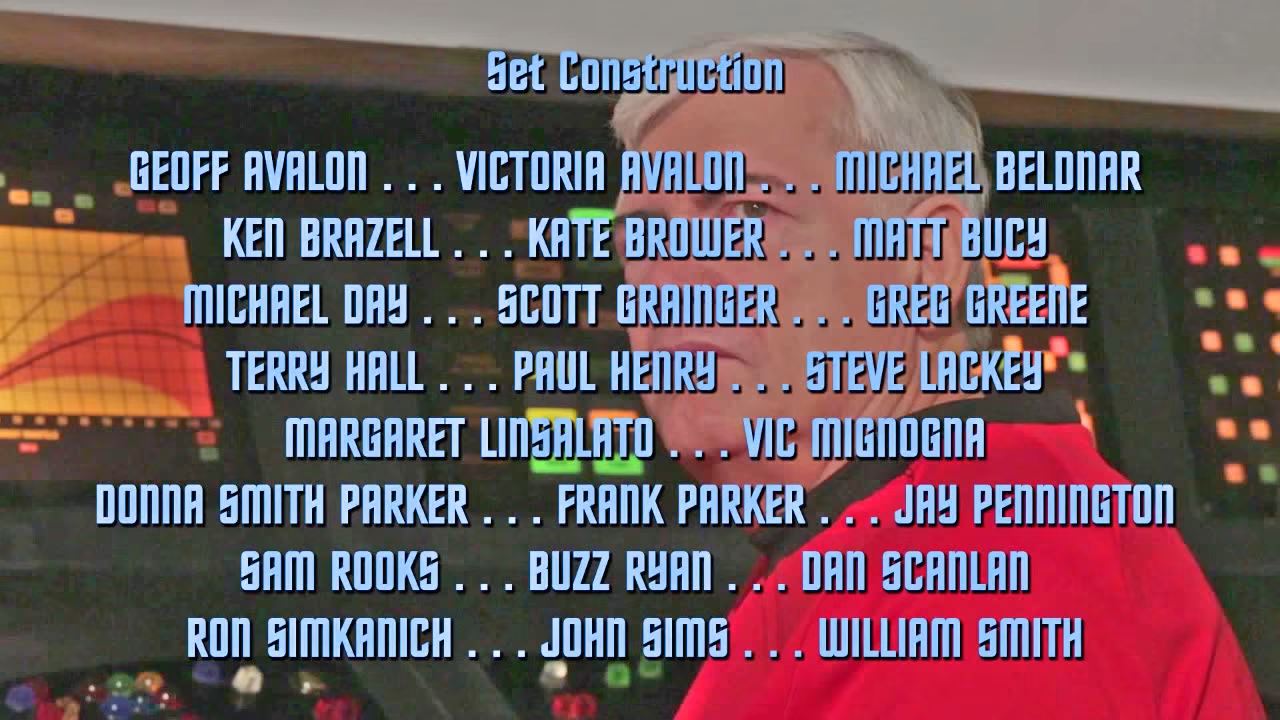 Set Construction
GEOFF AVALON . . . VICTORIA AVALON . . . MICHAEL BELDNAR
KEN BRAZELL . . . KATE BROWER . . . MATT BUCY
MICHAEL DAY . . . SCOTT GRAINGER . . . GREG GREENE
TERRY HALL . . . PAUL HENRY . . . STEVE LACKEY
MARGARET LINSALATO . . . VIC MIGNOGNA
DONNA SMITH PARKER . . . FRANK PARKER . . . JAY PENNINGTON
SAM ROOKS . . . BUZZ RYAN . . . DAN SCANLAN
RON SIMKANICH . . . JOHN SIMS . . . WILLIAM SMITH